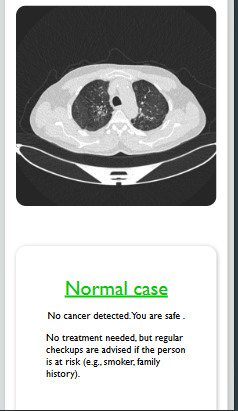 Normal case
No cancer detected.You are safe .
No treatment needed, but regular
checkups are advised if the person
is at risk (e.g., smoker, family
history).